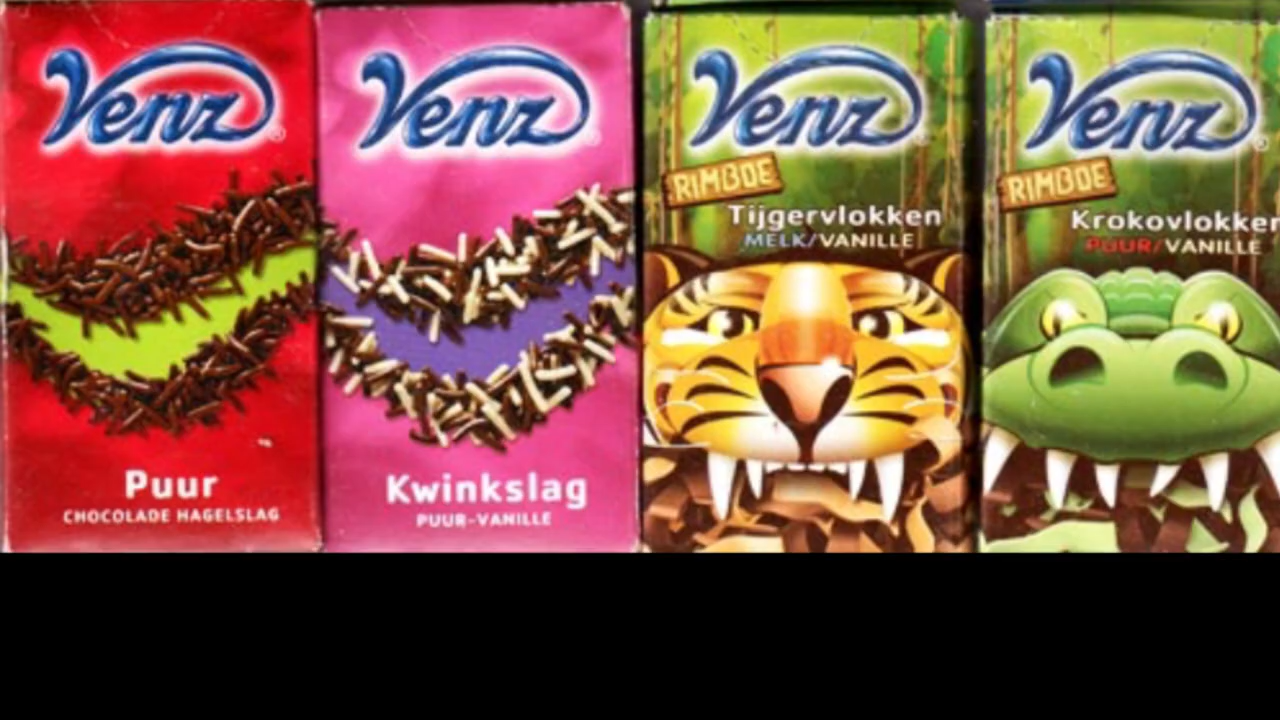 Venz
Puur
CHOCOLADE HAGELSLAG
Venz
Kwinkslag
PUUR-VANILLE
Venz
RIMBOE
Tijgervlokken
MELK/VANILLE
Venz
RIMBOE
Krokovlokken
PUUR/VANILLE